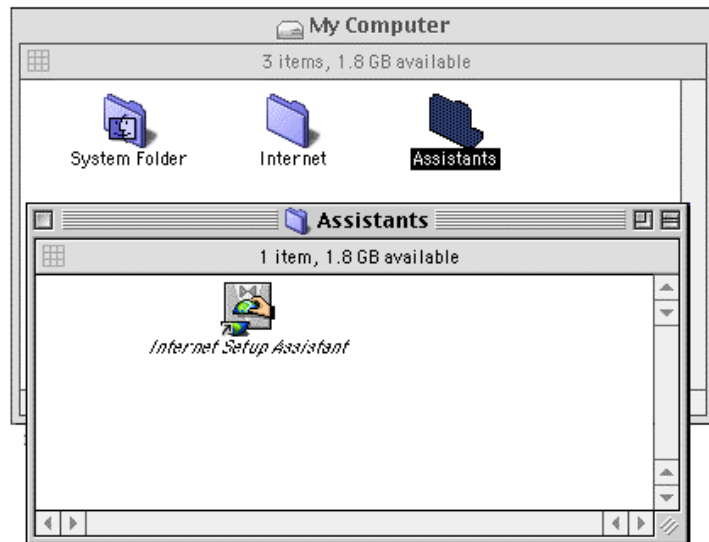 My Computer
3 items, 1.8 GB available
System Folder
Internet
Assistants
Assistants
1 item, 1.8 GB available
Internet Setup Assistant